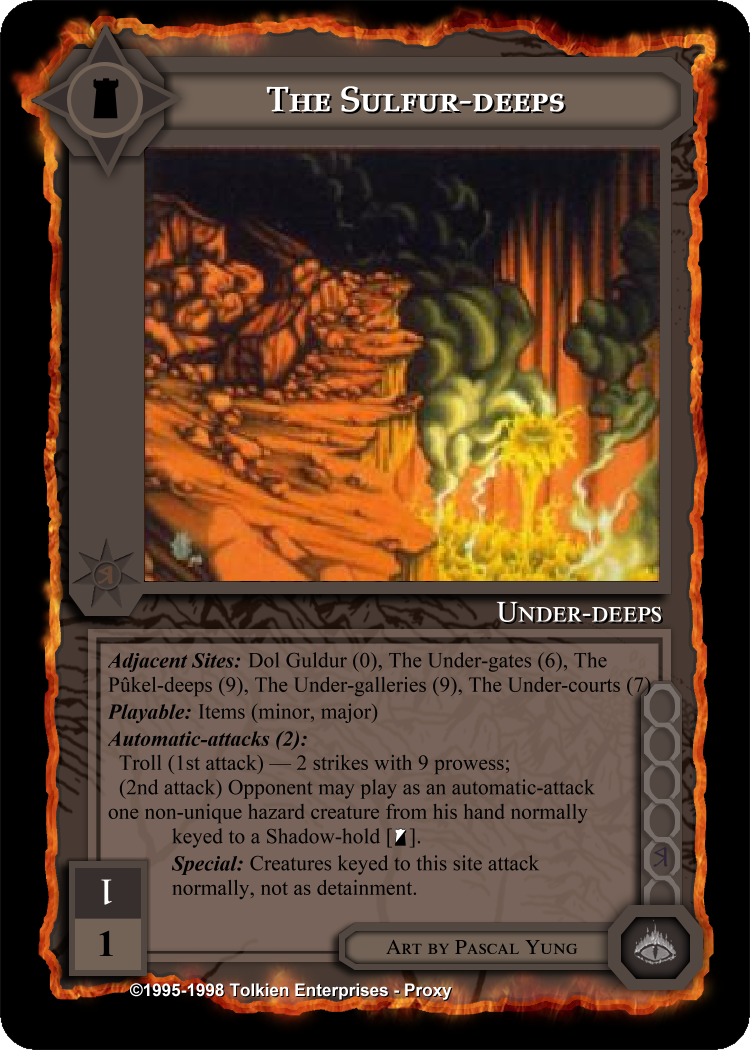 The Sulfur-deeps
Under-deeps
Adjacent Sites: Dol Guldur (0), The Under-gates (6), The
Pûkel-deeps (9), The Under-galleries (9), The Under-courts (7)
Playable: Items (minor, major)
Automatic-attacks (2):
Troll (1st attack) — 2 strikes with 9 prowess;
(2nd attack) Opponent may play as an automatic-attack
one non-unique hazard creature from his hand normally
keyed to a Shadow-hold [ ].
Special: Creatures keyed to this site attack
normally, not as detainment.
1
1
Art by Pascal Yung
©1995-1998 Tolkien Enterprises - Proxy